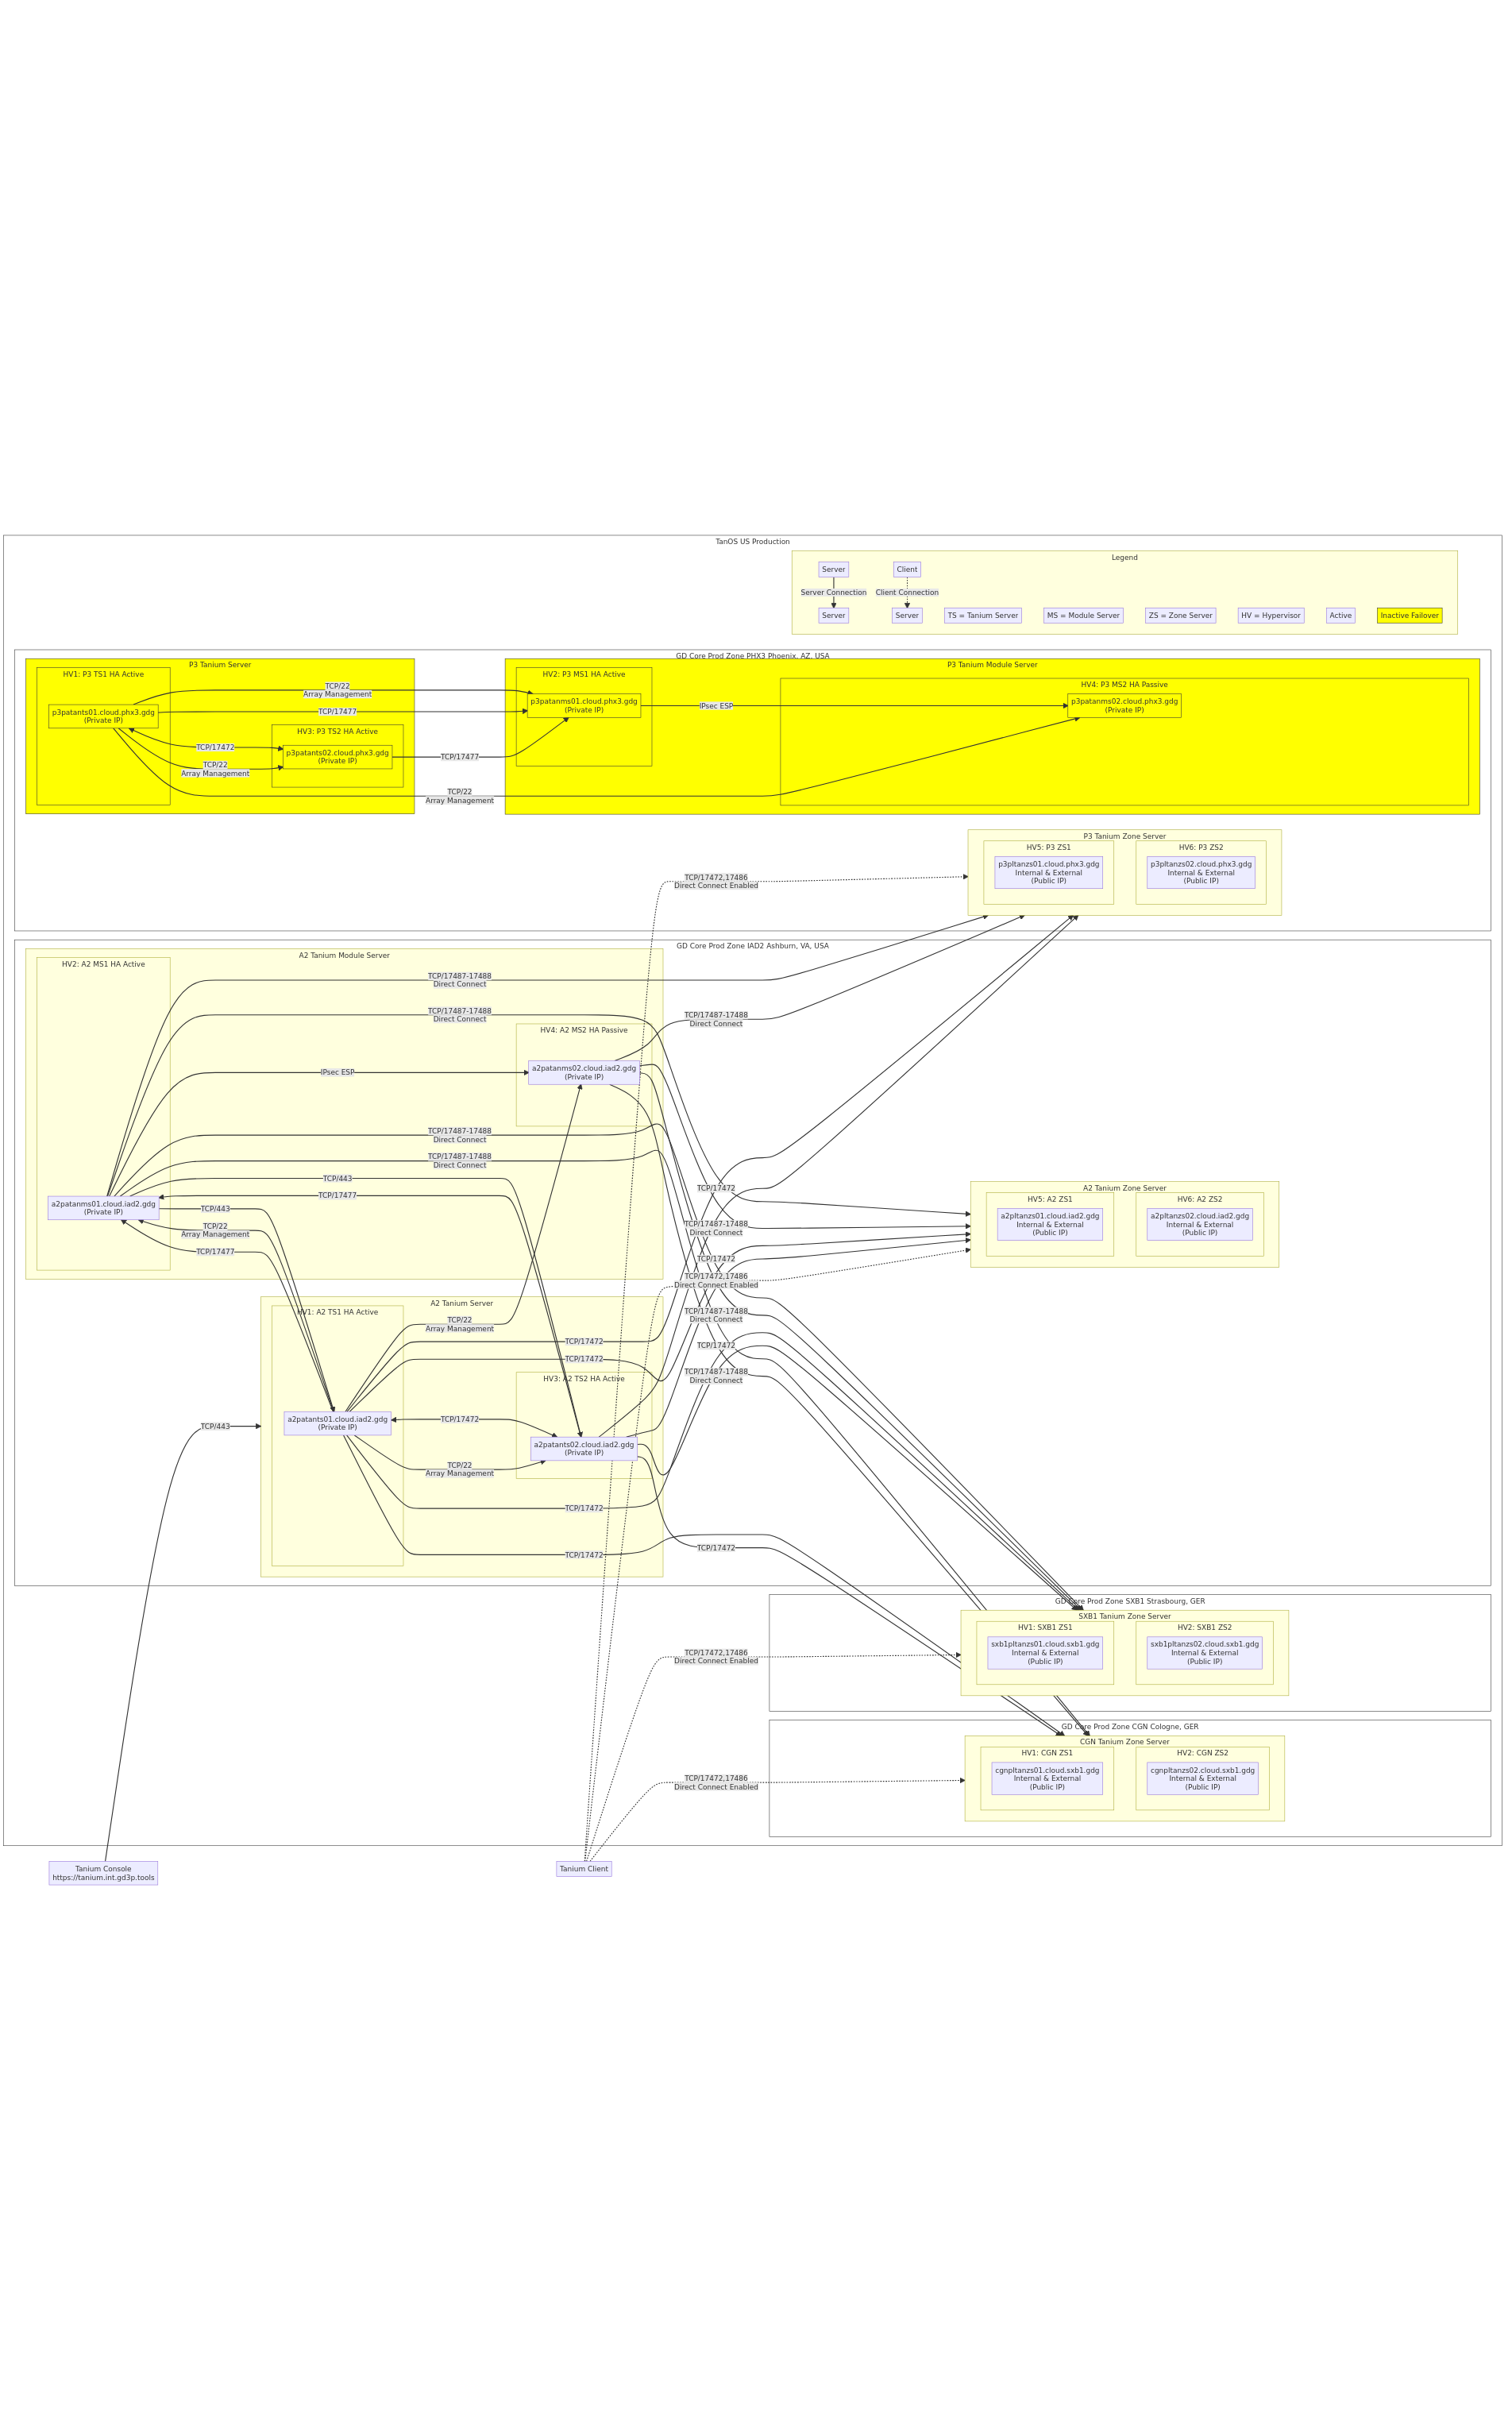 TanOS US Production
Legend
Server
Client
Server Connection
Client Connection
Server
Server
TS = Tanium Server
MS = Module Server
ZS = Zone Server
HV = Hypervisor
Active
Inactive Failover
GD Core Prod Zone PHX3 Phoenix, AZ, USA
P3 Tanium Server
HV1: P3 TS1 HA Active
p3patants01.cloud.phx3.gdg
(Private IP)
HV3: P3 TS2 HA Active
p3patants02.cloud.phx3.gdg
(Private IP)
TCP/22
Array Management
TCP/17477
TCP/17472
TCP/22
Array Management
TCP/17477
TCP/22
Array Management
P3 Tanium Module Server
HV2: P3 MS1 HA Active
p3patanms01.cloud.phx3.gdg
(Private IP)
IPsec ESP
HV4: P3 MS2 HA Passive
p3patanms02.cloud.phx3.gdg
(Private IP)
P3 Tanium Zone Server
HV5: P3 ZS1
p3pltanzs01.cloud.phx3.gdg
Internal & External
(Public IP)
HV6: P3 ZS2
p3pltanzs02.cloud.phx3.gdg
Internal & External
(Public IP)
TCP/17472,17486
Direct Connect Enabled
GD Core Prod Zone IAD2 Ashburn, VA, USA
A2 Tanium Module Server
HV2: A2 MS1 HA Active
TCP/17487-17488
Direct Connect
TCP/17487-17488
Direct Connect
TCP/17487-17488
Direct Connect
HV4: A2 MS2 HA Passive
a2patanms02.cloud.iad2.gdg
(Private IP)
IPsec ESP
TCP/17487-17488
Direct Connect
TCP/17487-17488
Direct Connect
TCP/443
TCP/17477
a2patanms01.cloud.iad2.gdg
(Private IP)
TCP/443
TCP/22
Array Management
TCP/17477
TCP/17472
TCP/17487-17488
Direct Connect
TCP/17472
TCP/17472,17486
Direct Connect Enabled
TCP/17487-17488
Direct Connect
TCP/17472
TCP/17487-17488
Direct Connect
A2 Tanium Zone Server
HV5: A2 ZS1
a2pltanzs01.cloud.iad2.gdg
Internal & External
(Public IP)
HV6: A2 ZS2
a2pltanzs02.cloud.iad2.gdg
Internal & External
(Public IP)
A2 Tanium Server
HV1: A2 TS1 HA Active
TCP/22
Array Management
TCP/17472
TCP/17472
HV3: A2 TS2 HA Active
a2patants01.cloud.iad2.gdg
(Private IP)
TCP/17472
a2patants02.cloud.iad2.gdg
(Private IP)
TCP/22
Array Management
TCP/443
TCP/17472
TCP/17472
TCP/17472
GD Core Prod Zone SXB1 Strasbourg, GER
SXB1 Tanium Zone Server
HV1: SXB1 ZS1
sxb1pltanzs01.cloud.sxb1.gdg
Internal & External
(Public IP)
HV2: SXB1 ZS2
sxb1pltanzs02.cloud.sxb1.gdg
Internal & External
(Public IP)
TCP/17472,17486
Direct Connect Enabled
GD Core Prod Zone CGN Cologne, GER
CGN Tanium Zone Server
HV1: CGN ZS1
cgnpltanzs01.cloud.sxb1.gdg
Internal & External
(Public IP)
HV2: CGN ZS2
cgnpltanzs02.cloud.sxb1.gdg
Internal & External
(Public IP)
TCP/17472,17486
Direct Connect Enabled
Tanium Console
https://tanium.int.gd3p.tools
Tanium Client